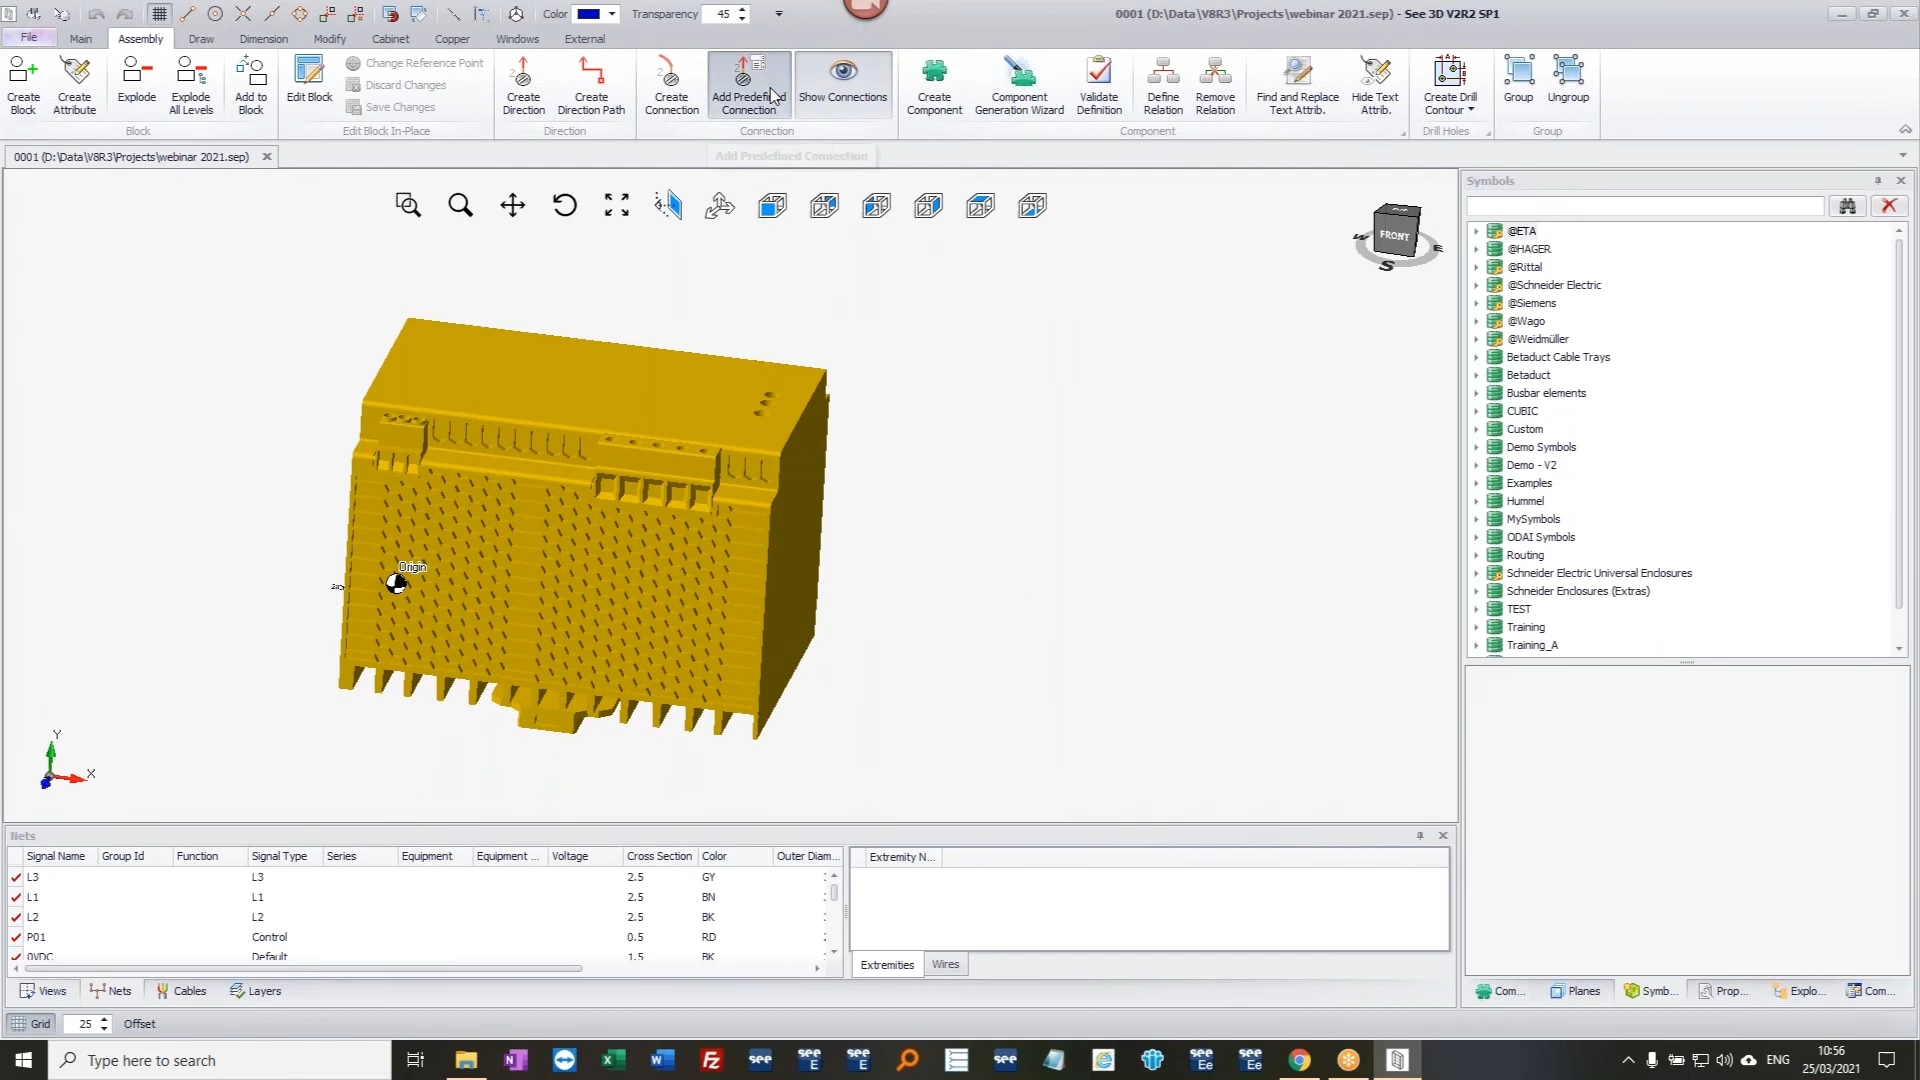 Color
Transparency
45
0001 (D:\Data\V8R3\Projects\webinar 2021.sep) - See 3D V2R2 SP1
File
Main
Assembly
Draw
Dimension
Modify
Cabinet
Copper
Windows
External
Create Block
Create Attribute
Explode
Explode All Levels
Add to Block
Block
Edit Block
Change Reference Point
Discard Changes
Save Changes
Edit Block In-Place
Create Direction
Create Direction Path
Direction
Create Connection
Add Predefined Connection
Show Connections
Connection
Create Component
Component Generation Wizard
Validate Definition
Define Relation
Remove Relation
Find and Replace Text Attrib.
Hide Text Attrib.
Component
Create Drill Contour
Drill Holes
Group
Ungroup
Group
0001 (D:\Data\V8R3\Projects\webinar 2021.sep)
Add Predefined Connection
FRONT
W
E
S
Origin
Y
X
Symbols
@ETA
@HAGER
@Rittal
@Schneider Electric
@Siemens
@Wago
@Weidmüller
Betaduct Cable Trays
Betaduct
Busbar elements
CUBIC
Custom
Demo Symbols
Demo - V2
Examples
Hummel
MySymbols
ODAI Symbols
Routing
Schneider Electric Universal Enclosures
Schneider Enclosures (Extras)
TEST
Training
Training_A
Nets
Signal Name Group Id Function Signal Type Series Equipment Equipment ... Voltage Cross Section Color Outer Diam...
L3 L3 2.5 GY
L1 L1 2.5 BN
L2 L2 2.5 BK
P01 Control 0.5 RD
0VDC Default 1.5 BK
Extremity N...
Extremities
Wires
Views
Nets
Cables
Layers
Com...
Planes
Symb...
Prop...
Explo...
Com...
Grid
25
Offset
Type here to search
ENG
10:56
25/03/2021